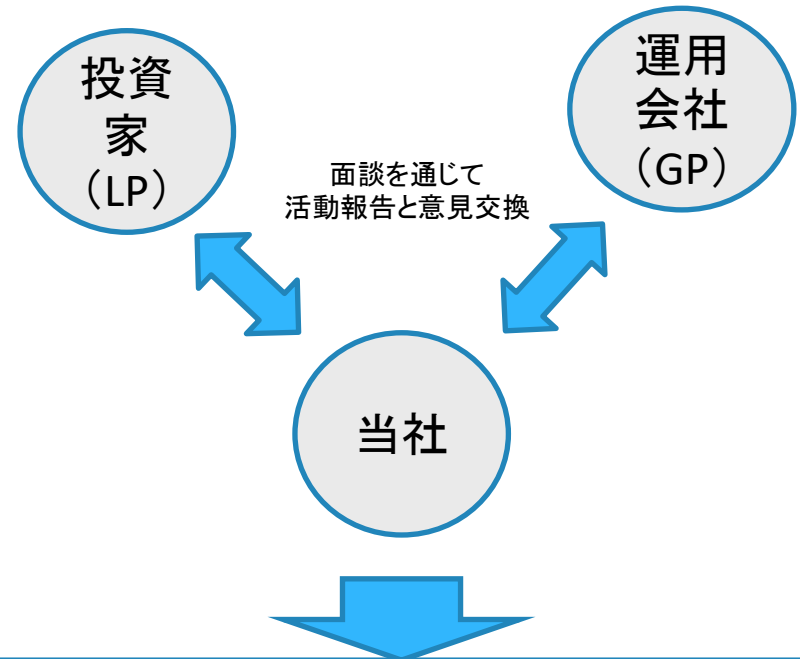 投資
家
（LP）
運用
会社
（GP）
面談を通じて
活動報告と意見交換
当社